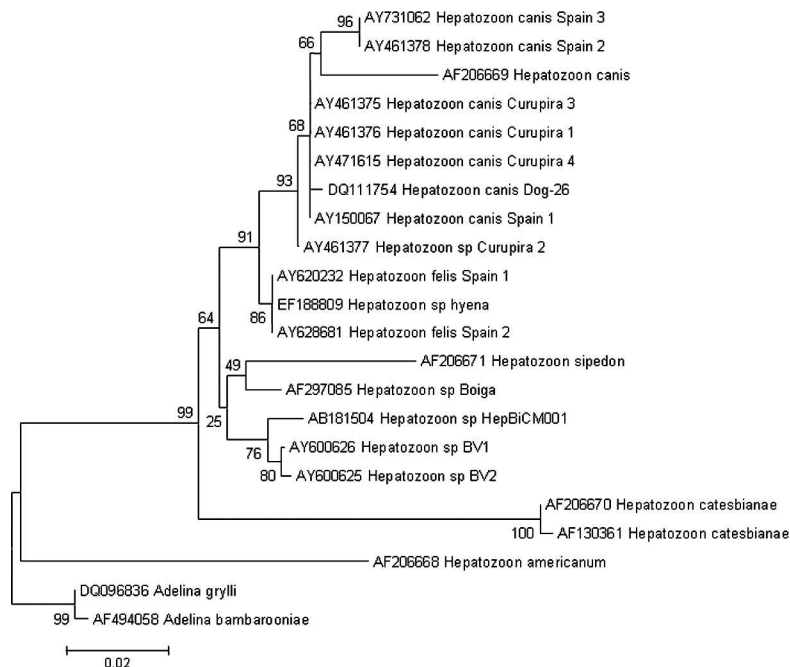 96
AY731062 Hepatozoon canis Spain 3
AY461378 Hepatozoon canis Spain 2
66
AF206669 Hepatozoon canis
AY461375 Hepatozoon canis Curupira 3
68
AY461376 Hepatozoon canis Curupira 1
AY471615 Hepatozoon canis Curupira 4
93
DQ111754 Hepatozoon canis Dog-26
AY150067 Hepatozoon canis Spain 1
91
AY461377 Hepatozoon sp Curupira 2
AY620232 Hepatozoon felis Spain 1
EF188809 Hepatozoon sp hyena
86
AY628681 Hepatozoon felis Spain 2
64
AF206671 Hepatozoon sipedon
49
AF297085 Hepatozoon sp Boiga
99
25
AB181504 Hepatozoon sp HepBiCM001
AY600626 Hepatozoon sp BV1
76
80
AY600625 Hepatozoon sp BV2
AF206670 Hepatozoon catesbianae
100
AF130361 Hepatozoon catesbianae
AF206668 Hepatozoon americanum
DQ096836 Adelina grylli
99
AF494058 Adelina bambarooniae
0.02